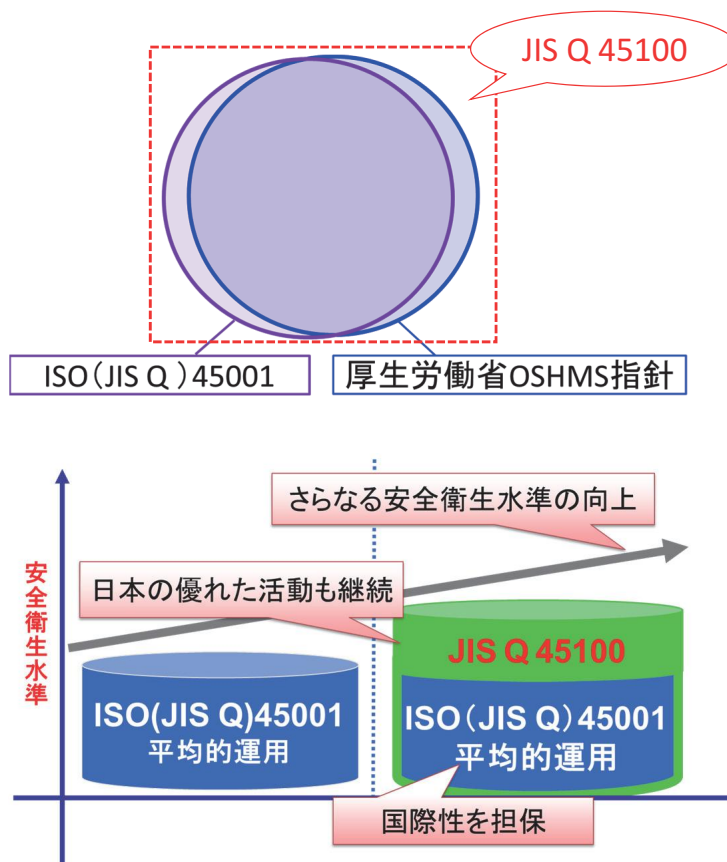 JIS Q 45100
ISO（JIS Q ）45001
厚生労働省OSHMS指針
さらなる安全衛生水準の向上
安全衛生水準
日本の優れた活動も継続
JIS Q 45100
ISO(JIS Q)45001
平均的運用
ISO（JIS Q）45001
平均的運用
国際性を担保